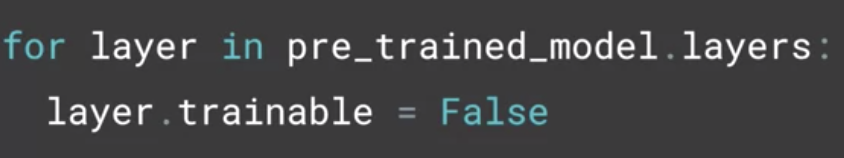 for layer in pre_trained_model.layers:
  layer.trainable = False